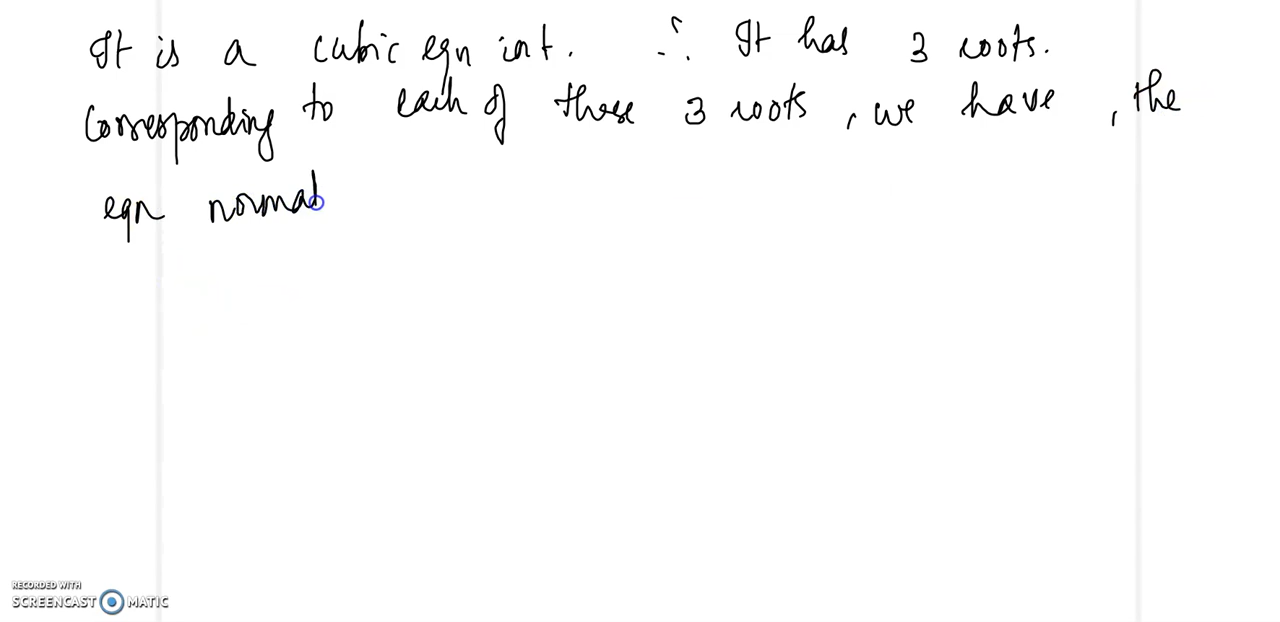 It is a cubic eqn in t. ∴ It has 3 roots.
Corresponding to each of these 3 roots, we have, the
eqn normal
RECORDED WITH
SCREENCAST MATIC